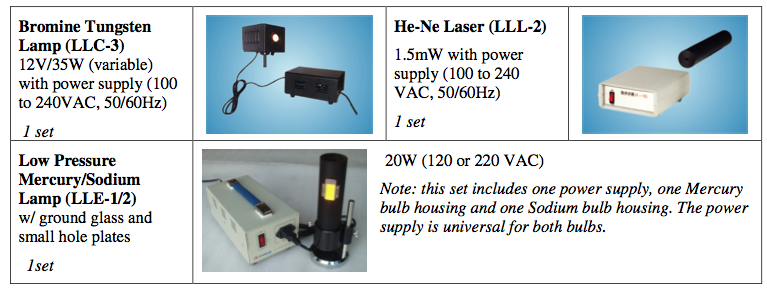 Bromine Tungsten
Lamp (LLC-3)
12V/35W (variable)
with power supply (100
to 240VAC, 50/60Hz)
1 set
He-Ne Laser (LLL-2)
1.5mW with power
supply (100 to 240
VAC, 50/60Hz)
1 set
Low Pressure
Mercury/Sodium
Lamp (LLE-1/2)
w/ ground glass and
small hole plates
1set
20W (120 or 220 VAC)
Note: this set includes one power supply, one Mercury
bulb housing and one Sodium bulb housing. The power
supply is universal for both bulbs.